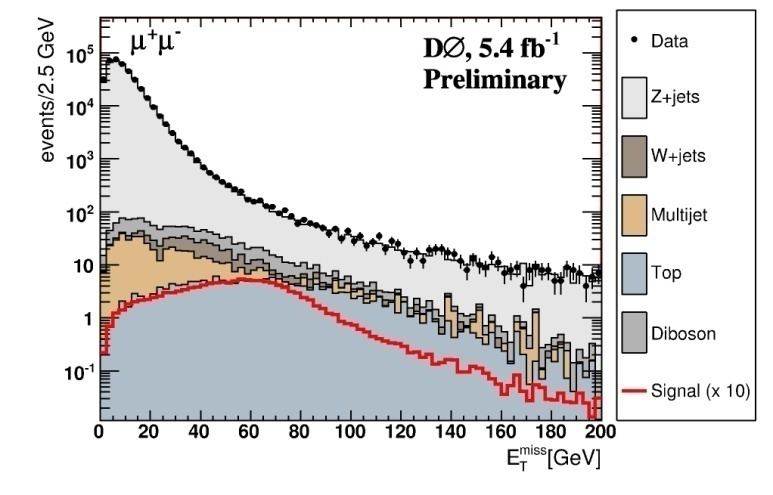 μ⁺μ⁻
DØ, 5.4 fb⁻¹
Preliminary
events/2.5 GeV
10⁵
10⁴
10³
10²
10
1
10⁻¹
0 20 40 60 80 100 120 140 160 180 200
E_T^miss[GeV]
Data
Z+jets
W+jets
Multijet
Top
Diboson
Signal (x 10)